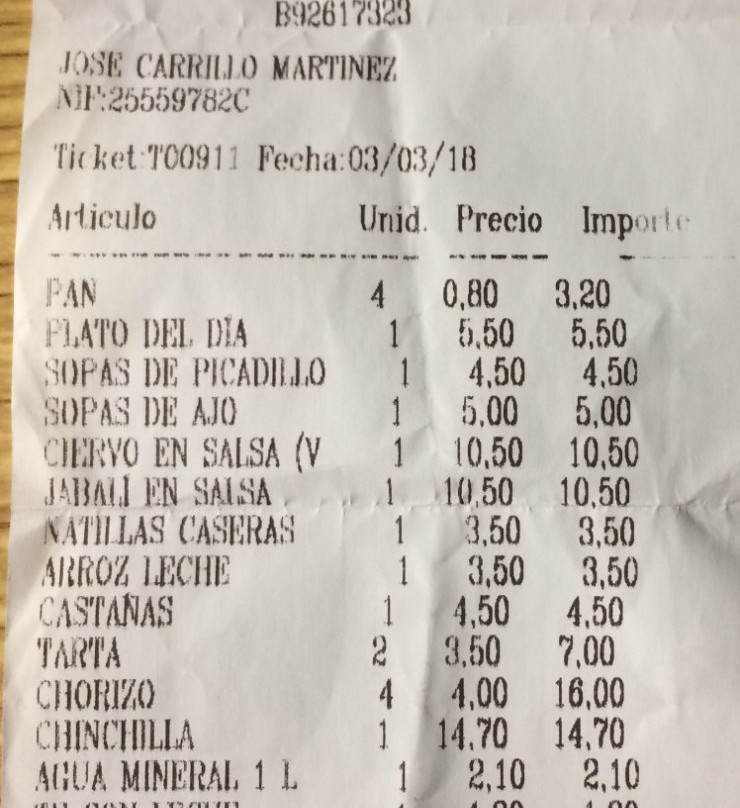 B92617323
JOSE CARRILLO MARTINEZ
NIF:25559782C
Ticket:T00911 Fecha:03/03/18
Articulo Unid. Precio Importe
PAN 4 0,80 3,20
PLATO DEL DÍA 1 5,50 5,50
SOPAS DE PICADILLO 1 4,50 4,50
SOPAS DE AJO 1 5,00 5,00
CIERVO EN SALSA (V 1 10,50 10,50
JABALÍ EN SALSA 1 10,50 10,50
NATILLAS CASERAS 1 3,50 3,50
ARROZ LECHE 1 3,50 3,50
CASTAÑAS 1 4,50 4,50
TARTA 2 3,50 7,00
CHORIZO 4 4,00 16,00
CHINCHILLA 1 14,70 14,70
AGUA MINERAL 1 L 1 2,10 2,10